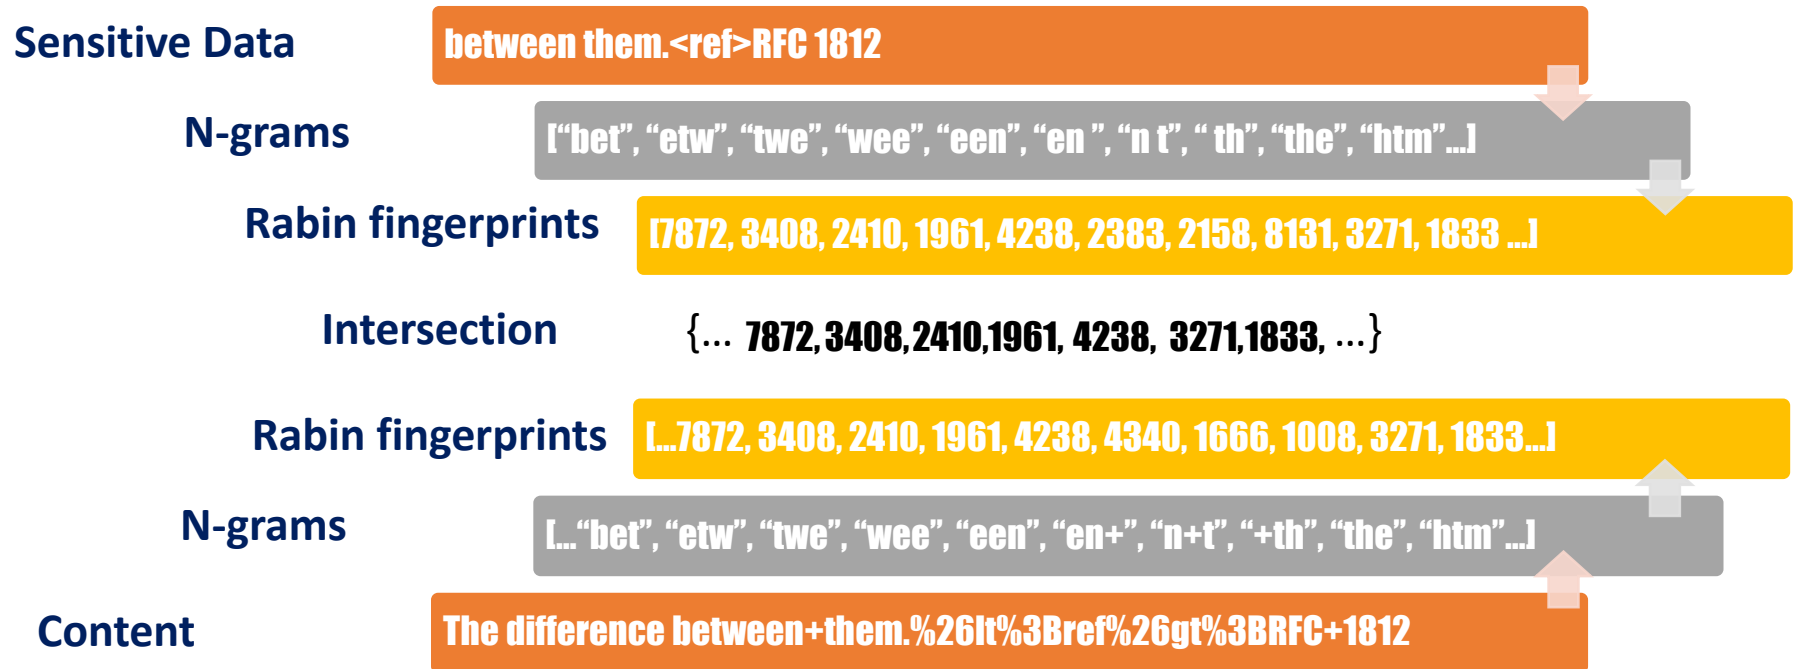 Sensitive Data between them.<ref>RFC 1812
N-grams [“bet”, “etw”, “twe”, “wee”, “een”, “en ”, “n t”, “ th”, “the”, “htm”...]
Rabin fingerprints [7872, 3408, 2410, 1961, 4238, 2383, 2158, 8131, 3271, 1833 ...]
Intersection {... 7872, 3408, 2410,1961, 4238, 3271,1833, ...}
Rabin fingerprints [...7872, 3408, 2410, 1961, 4238, 4340, 1666, 1008, 3271, 1833...]
N-grams [...“bet”, “etw”, “twe”, “wee”, “een”, “en+”, “n+t”, “+th”, “the”, “htm”...]
Content The difference between+them.%26lt%3Bref%26gt%3BRFC+1812